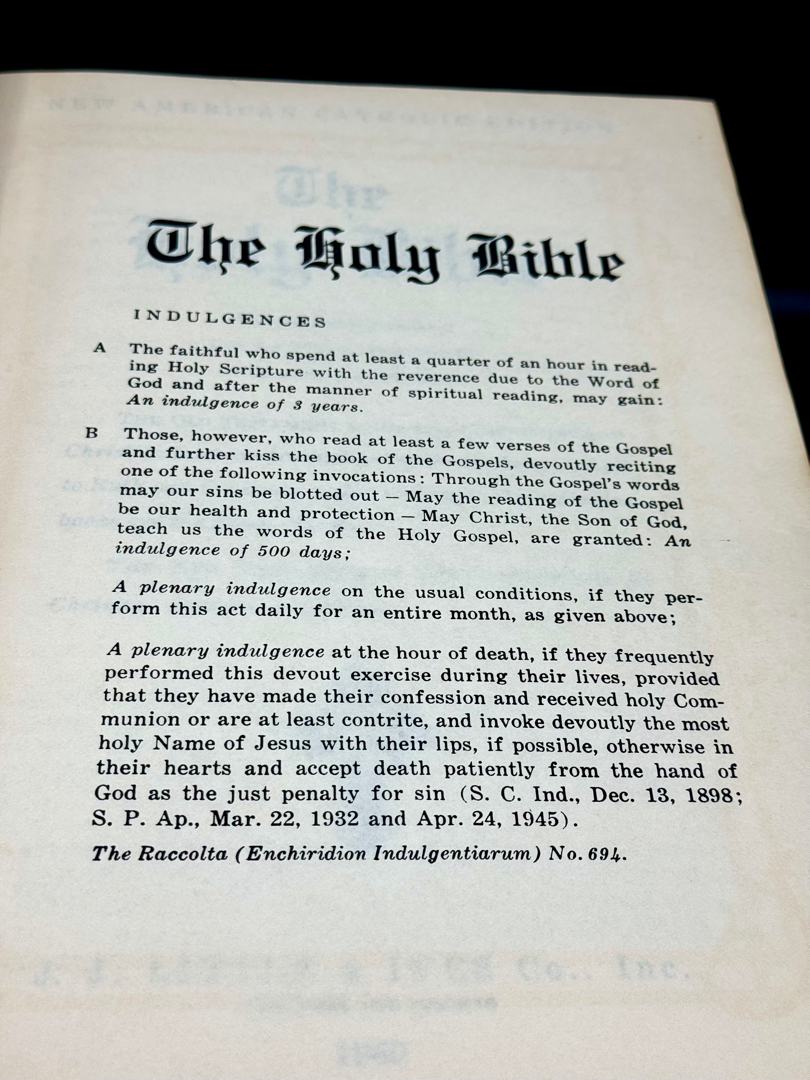 The Holy Bible
INDULGENCES
A The faithful who spend at least a quarter of an hour in read-
ing Holy Scripture with the reverence due to the Word of
God and after the manner of spiritual reading, may gain:
An indulgence of 3 years.
B Those, however, who read at least a few verses of the Gospel
and further kiss the book of the Gospels, devoutly reciting
one of the following invocations: Through the Gospel's words
may our sins be blotted out — May the reading of the Gospel
be our health and protection — May Christ, the Son of God,
teach us the words of the Holy Gospel, are granted: An
indulgence of 500 days;
A plenary indulgence on the usual conditions, if they per-
form this act daily for an entire month, as given above;
A plenary indulgence at the hour of death, if they frequently
performed this devout exercise during their lives, provided
that they have made their confession and received holy Com-
munion or are at least contrite, and invoke devoutly the most
holy Name of Jesus with their lips, if possible, otherwise in
their hearts and accept death patiently from the hand of
God as the just penalty for sin (S. C. Ind., Dec. 13, 1898;
S. P. Ap., Mar. 22, 1932 and Apr. 24, 1945).
The Raccolta (Enchiridion Indulgentiarum) No. 694.